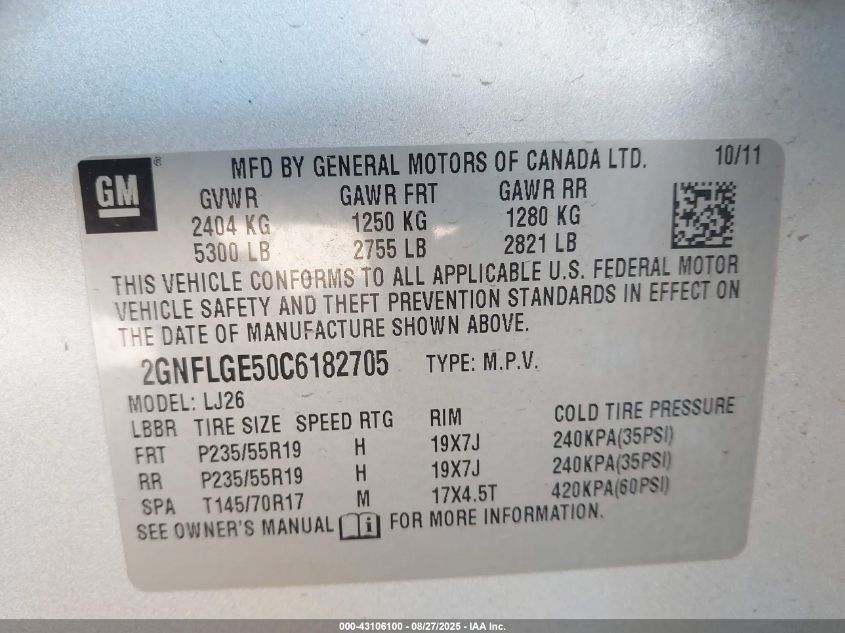 GM ®
MFD BY GENERAL MOTORS OF CANADA LTD. 10/11
GVWR GAWR FRT GAWR RR
2404 KG 1250 KG 1280 KG
5300 LB 2755 LB 2821 LB
THIS VEHICLE CONFORMS TO ALL APPLICABLE U.S. FEDERAL MOTOR
VEHICLE SAFETY AND THEFT PREVENTION STANDARDS IN EFFECT ON
THE DATE OF MANUFACTURE SHOWN ABOVE.
2GNFLGE50C6182705 TYPE: M.P.V.
MODEL: LJ26
LBBR TIRE SIZE SPEED RTG RIM COLD TIRE PRESSURE
FRT P235/55R19 H 19X7J 240KPA(35PSI)
RR P235/55R19 H 19X7J 240KPA(35PSI)
SPA T145/70R17 M 17X4.5T 420KPA(60PSI)
SEE OWNER'S MANUAL i FOR MORE INFORMATION.
000-43106100 - 08/27/2025 - IAA Inc.